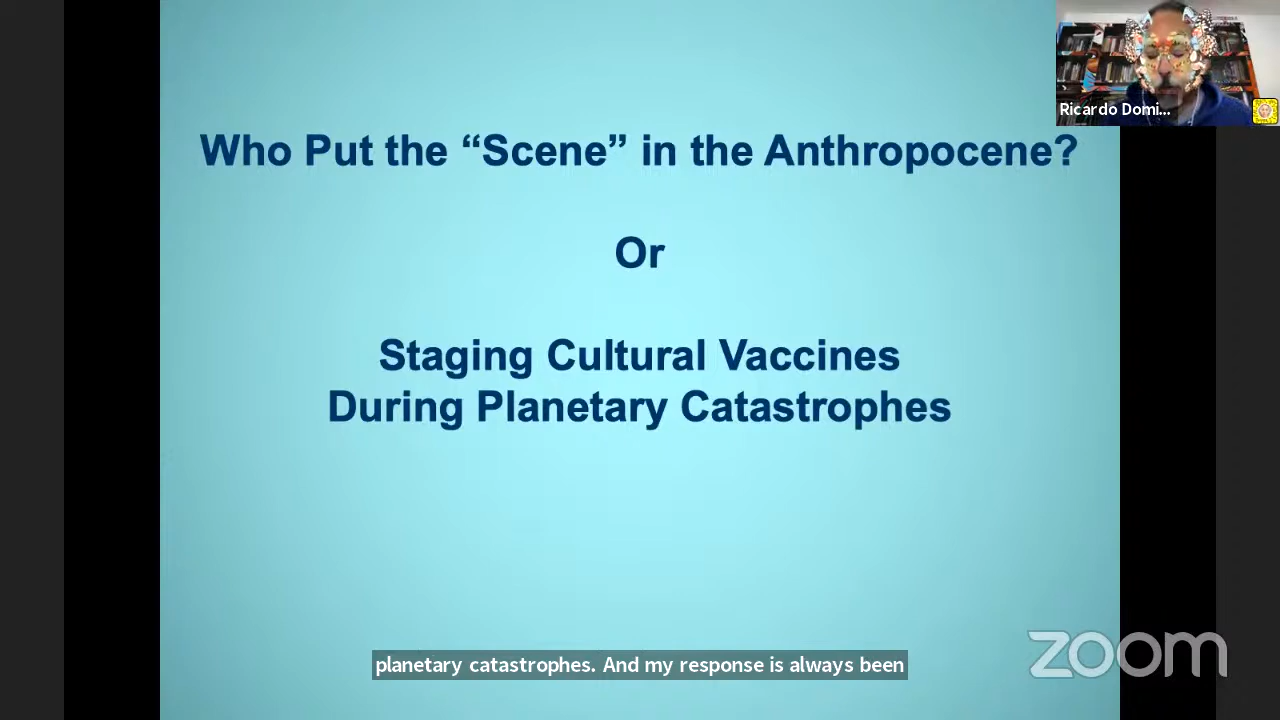 Who Put the “Scene” in the Anthropocene?
Or
Staging Cultural Vaccines
During Planetary Catastrophes
Ricardo Domi...
planetary catastrophes. And my response is always been
zoom